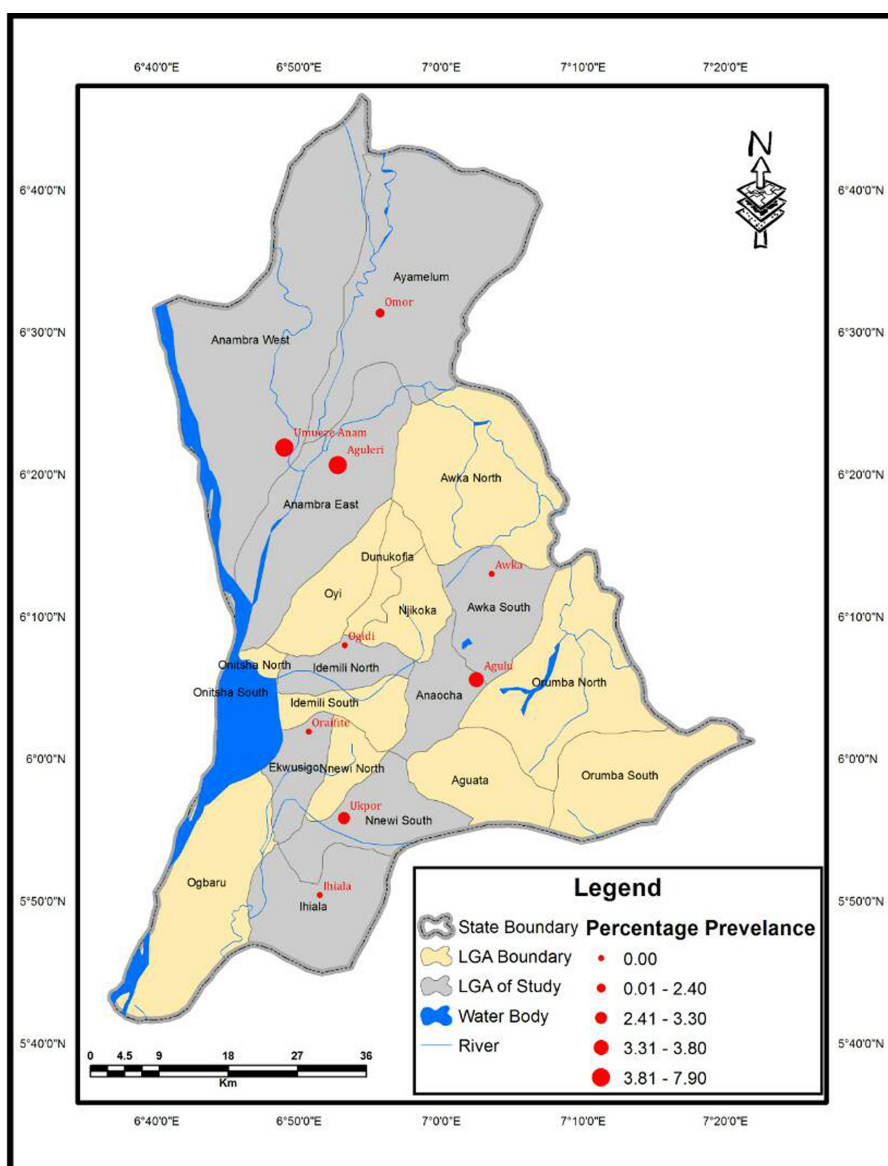 6°40'0"E 6°50'0"E 7°0'0"E 7°10'0"E 7°20'0"E
N
6°40'0"N 6°40'0"N
Ayamelum
Omor
6°30'0"N 6°30'0"N
Anambra West
Umueze Anam
Aguleri
6°20'0"N 6°20'0"N
Awka North
Anambra East
Dunukofia
Awka
Oyi
Njikoka
Awka South
6°10'0"N 6°10'0"N
Ogidi
Onitsha North
Idemili North
Agulu
Orumba North
Onitsha South
Anaocha
Idemili South
Oraifite
6°0'0"N 6°0'0"N
Ekwusigo
Nnewi North
Aguata
Orumba South
Ukpor
Nnewi South
Ogbaru
Ihiala
Ihiala
5°50'0"N 5°50'0"N
Legend
State Boundary
LGA Boundary
LGA of Study
Water Body
River
Percentage Prevelance
0.00
0.01 - 2.40
2.41 - 3.30
3.31 - 3.80
3.81 - 7.90
5°40'0"N 5°40'0"N
0 4.5 9 18 27 36
Km
6°40'0"E 6°50'0"E 7°0'0"E 7°10'0"E 7°20'0"E